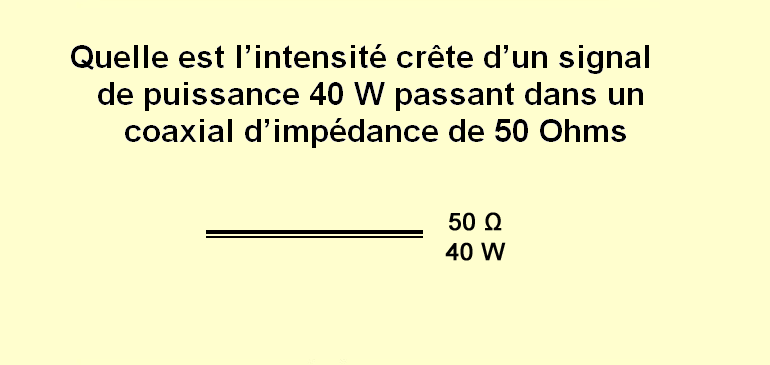 Quelle est l’intensité crête d’un signal
de puissance 40 W passant dans un
coaxial d’impédance de 50 Ohms
50 Ω
40 W